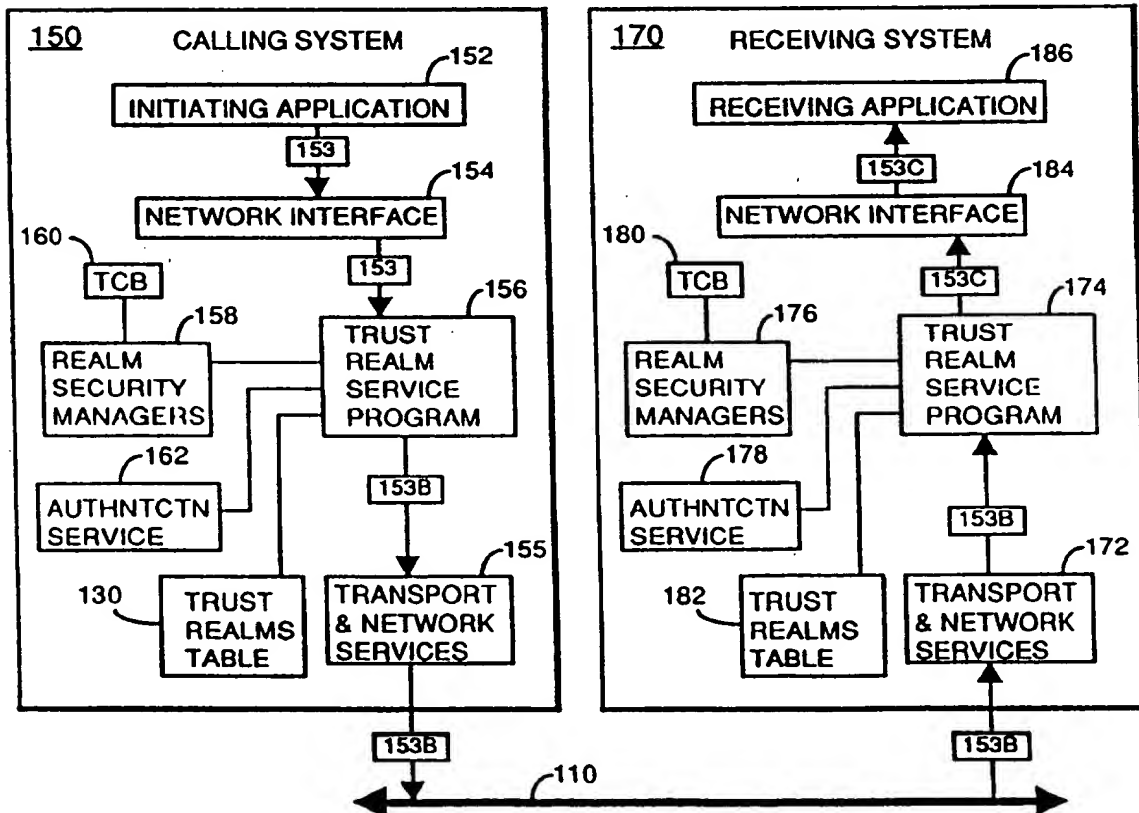 150 CALLING SYSTEM
152
INITIATING APPLICATION
153
154
NETWORK INTERFACE
160
153
TCB
156
158
TRUST
REALM
SERVICE
PROGRAM
REALM
SECURITY
MANAGERS
162
153B
AUTHNTCTN
SERVICE
155
130
TRUST
REALMS
TABLE
TRANSPORT
& NETWORK
SERVICES
153B
170 RECEIVING SYSTEM
186
RECEIVING APPLICATION
153C
184
NETWORK INTERFACE
180
153C
TCB
174
176
TRUST
REALM
SERVICE
PROGRAM
REALM
SECURITY
MANAGERS
178
AUTHNTCTN
SERVICE
153B
172
182
TRUST
REALMS
TABLE
TRANSPORT
& NETWORK
SERVICES
153B
110